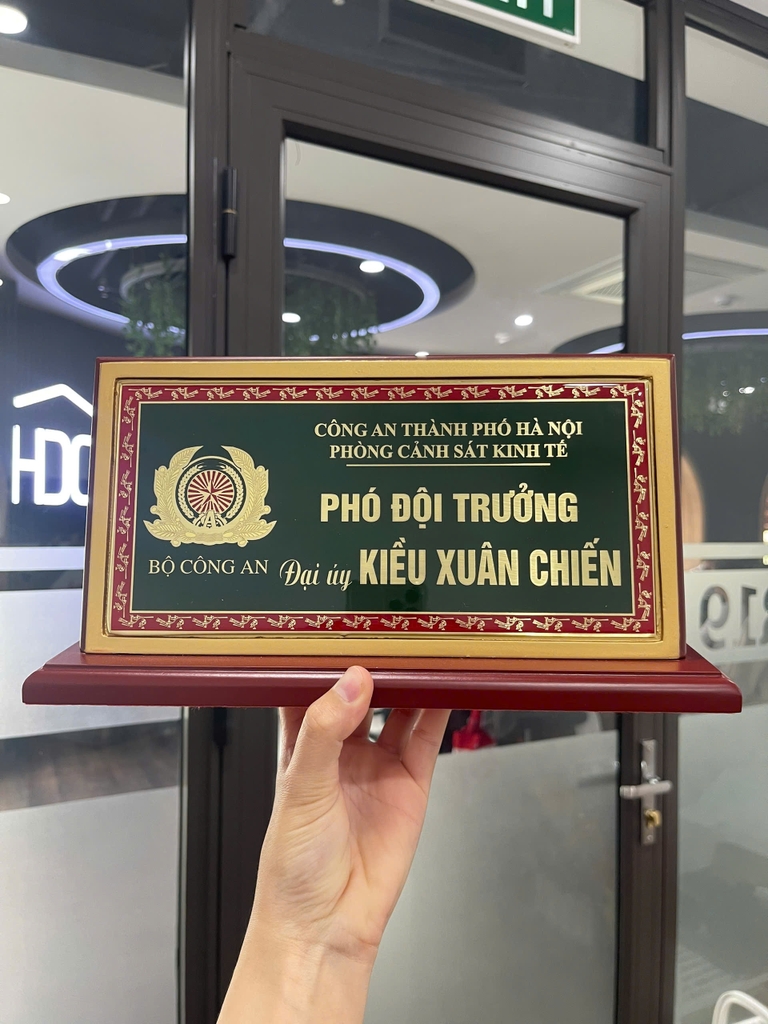 CÔNG AN THÀNH PHỐ HÀ NỘI
PHÒNG CẢNH SÁT KINH TẾ
PHÓ ĐỘI TRƯỞNG
BỘ CÔNG AN
Đại úy KIỀU XUÂN CHIẾN